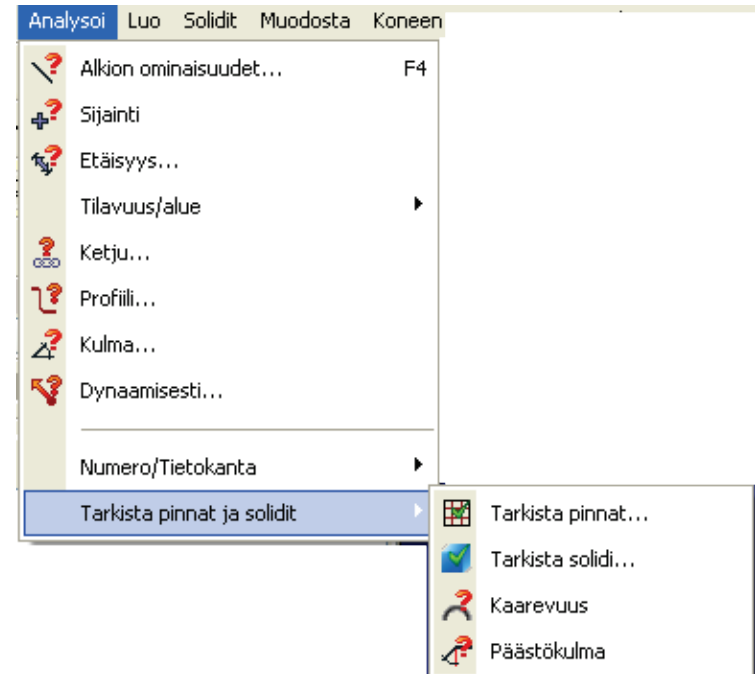 Analysoi Luo Solidit Muodosta Koneen
Alkion ominaisuudet... F4
Sijainti
Etäisyys...
Tilavuus/alue
Ketju...
Profiili...
Kulma...
Dynaamisesti...
Numero/Tietokanta
Tarkista pinnat ja solidit
Tarkista pinnat...
Tarkista solidi...
Kaarevuus
Päästökulma